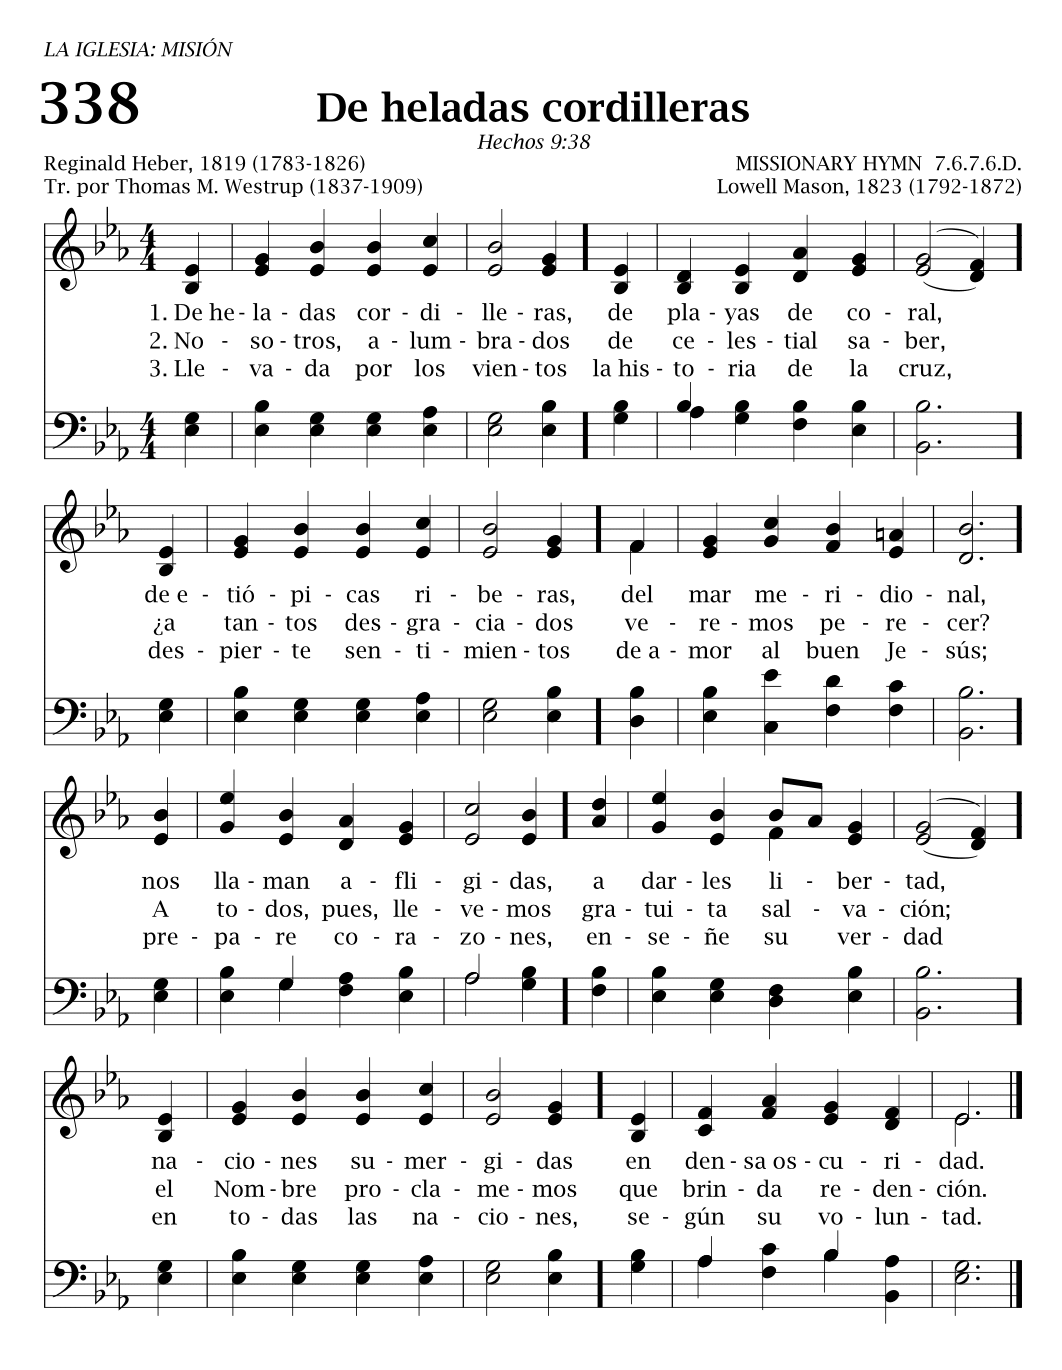 LA IGLESIA: MISIÓN
338
De heladas cordilleras
Hechos 9:38
Reginald Heber, 1819 (1783-1826)
MISSIONARY HYMN 7.6.7.6.D.
Tr. por Thomas M. Westrup (1837-1909)
Lowell Mason, 1823 (1792-1872)
1. De he - la - das cor - di - lle - ras, de pla - yas de co - ral,
2. No - so - tros, a - lum - bra - dos de ce - les - tial sa - ber,
3. Lle - va - da por los vien - tos la his - to - ria de la cruz,
de e - tió - pi - cas ri - be - ras, del mar me - ri - dio - nal,
¿a tan - tos des - gra - cia - dos ve - re - mos pe - re - cer?
des - pier - te sen - ti - mien - tos de a - mor al buen Je - sús;
nos lla - man a - fli - gi - das, a dar - les li - ber - tad,
A to - dos, pues, lle - ve - mos gra - tui - ta sal - va - ción;
pre - pa - re co - ra - zo - nes, en - se - ñe su ver - dad
na - cio - nes su - mer - gi - das en den - sa os - cu - ri - dad.
el Nom - bre pro - cla - me - mos que brin - da re - den - ción.
en to - das las na - cio - nes, se - gún su vo - lun - tad.